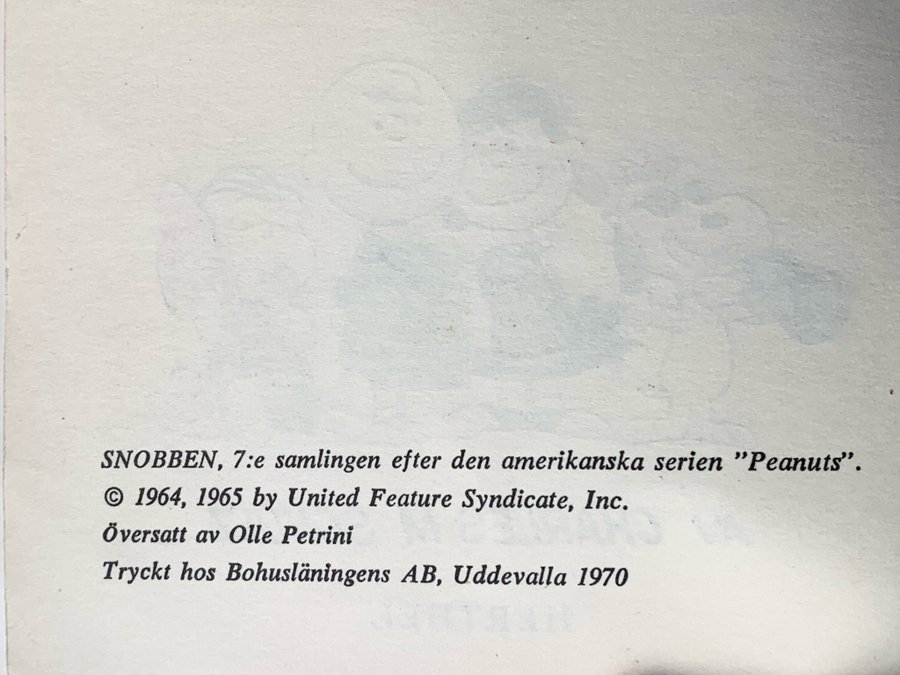 SNOBBEN, 7:e samlingen efter den amerikanska serien ”Peanuts”.
© 1964, 1965 by United Feature Syndicate, Inc.
Översatt av Olle Petrini
Tryckt hos Bohusläningens AB, Uddevalla 1970